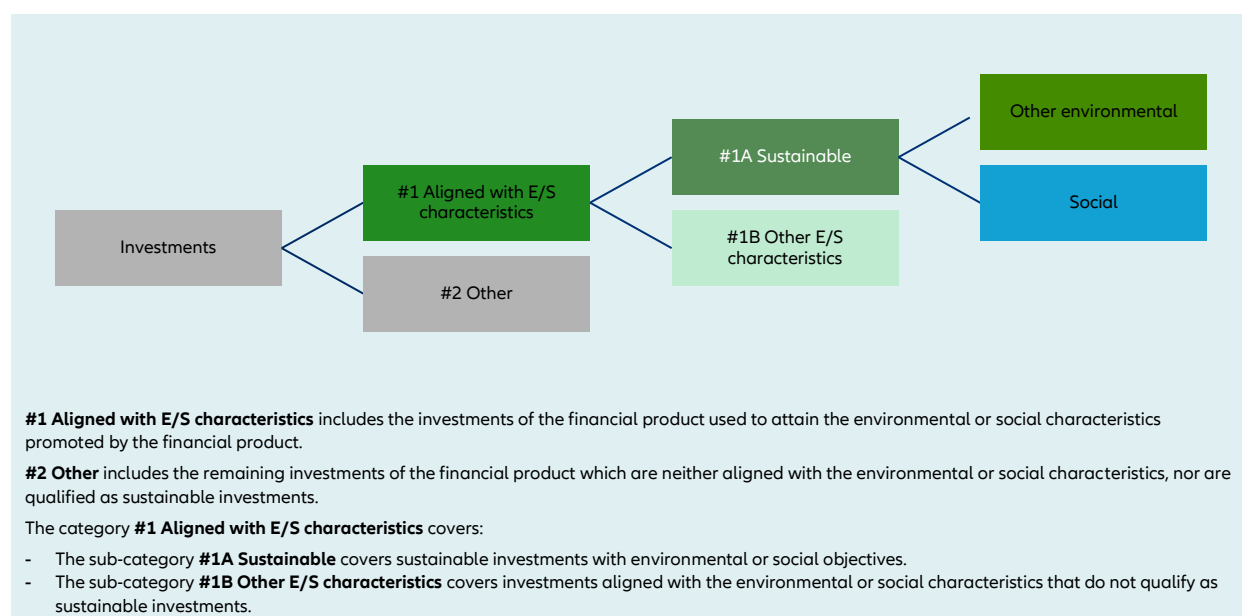 Other environmental
#1A Sustainable
#1 Aligned with E/S
characteristics
Social
Investments
#1B Other E/S
characteristics
#2 Other
#1 Aligned with E/S characteristics includes the investments of the financial product used to attain the environmental or social characteristics
promoted by the financial product.
#2 Other includes the remaining investments of the financial product which are neither aligned with the environmental or social characteristics, nor are
qualified as sustainable investments.
The category #1 Aligned with E/S characteristics covers:
- The sub-category #1A Sustainable covers sustainable investments with environmental or social objectives.
- The sub-category #1B Other E/S characteristics covers investments aligned with the environmental or social characteristics that do not qualify as
sustainable investments.